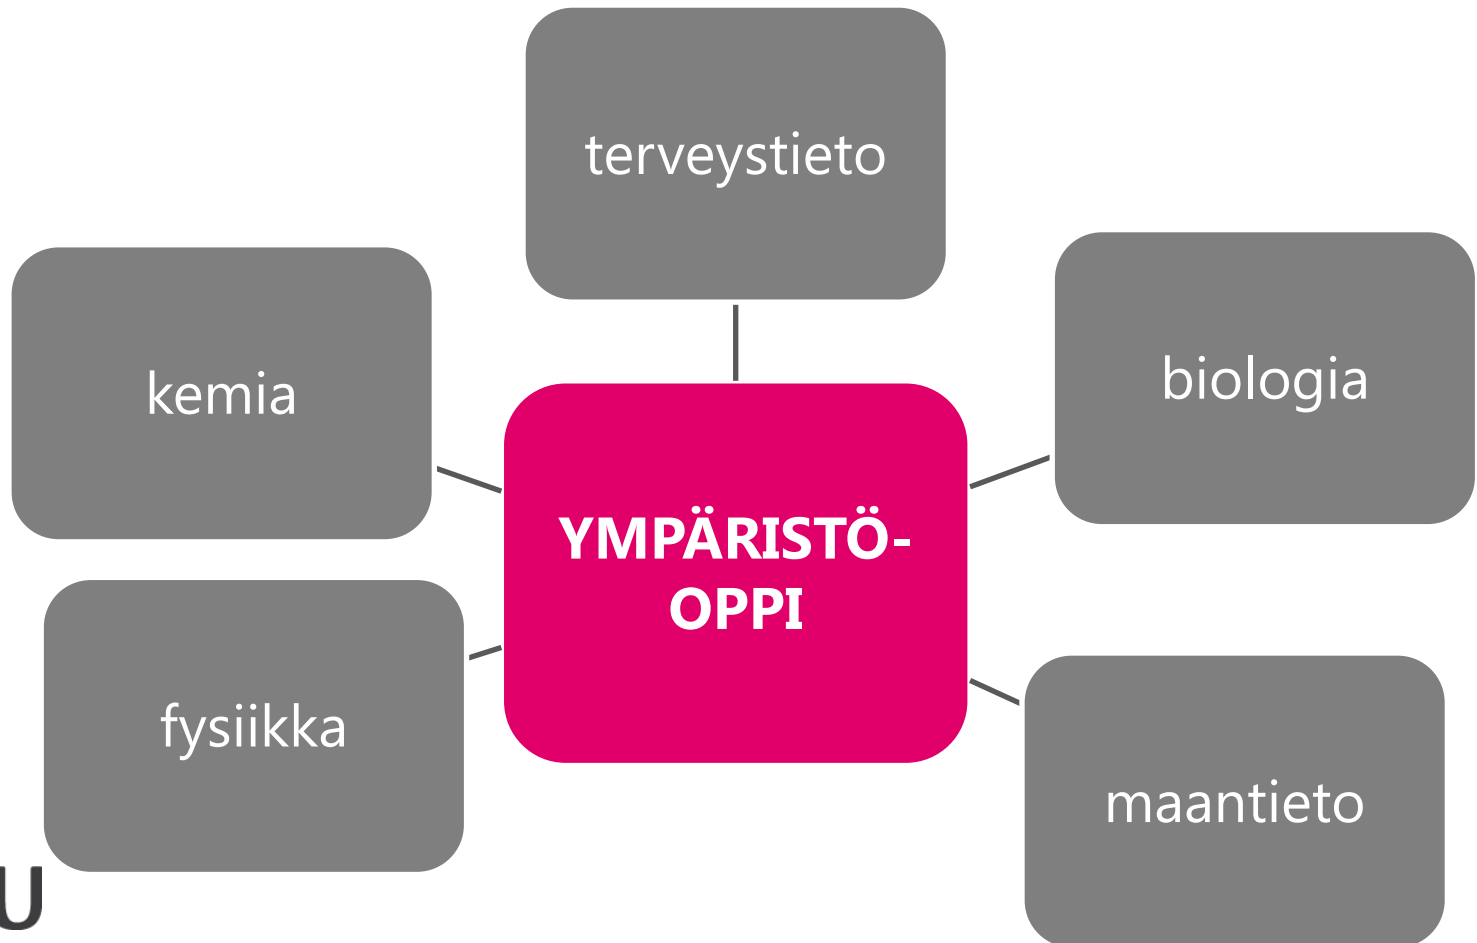 terveystieto
kemia
biologia
YMPÄRISTÖ-
OPPI
fysiikka
maantieto
U